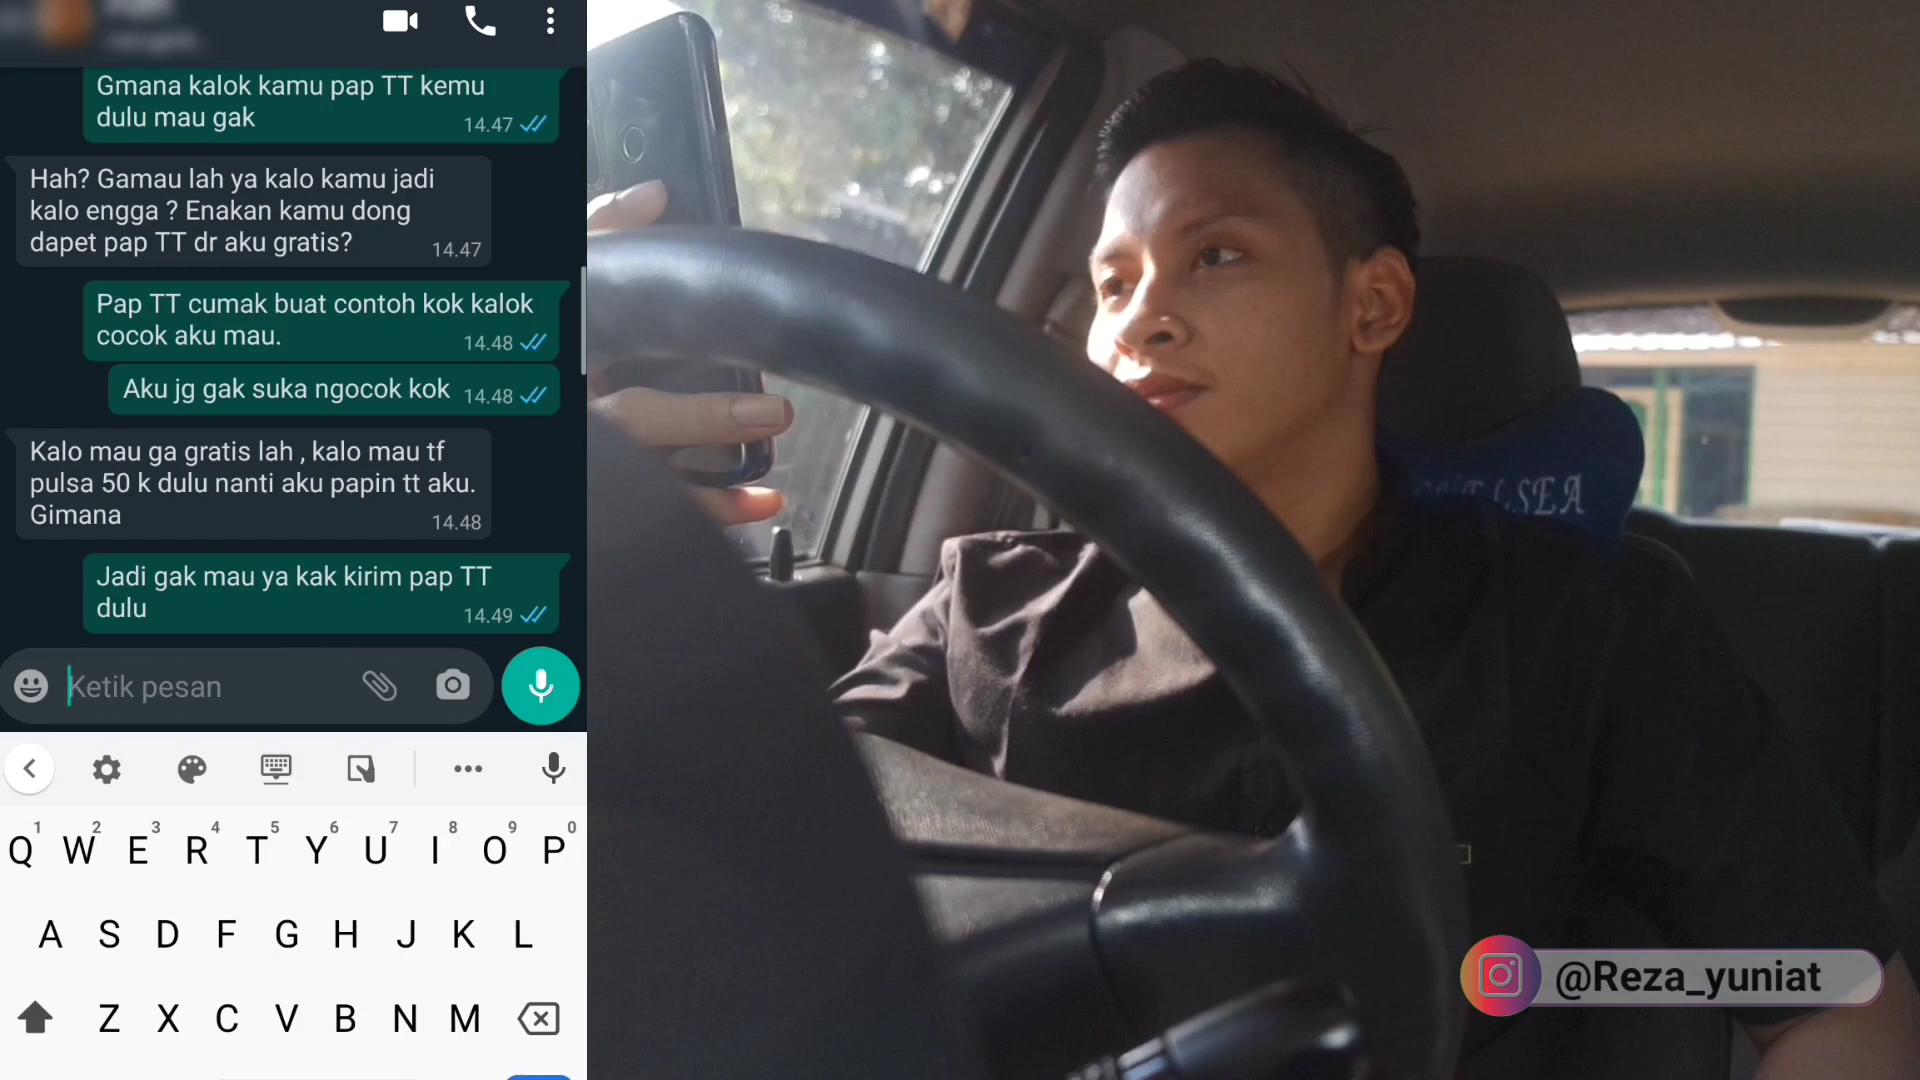 Gmana kalok kamu pap TT kemu
dulu mau gak
14.47
Hah? Gamau lah ya kalo kamu jadi
kalo engga ? Enakan kamu dong
dapet pap TT dr aku gratis?
14.47
Pap TT cumak buat contoh kok kalok
cocok aku mau.
14.48
Aku jg gak suka ngocok kok
14.48
Kalo mau ga gratis lah , kalo mau tf
pulsa 50 k dulu nanti aku papin tt aku.
Gimana
14.48
Jadi gak mau ya kak kirim pap TT
dulu
14.49
Ketik pesan
1 2 3 4 5 6 7 8 9 0
Q W E R T Y U I O P
A S D F G H J K L
Z X C V B N M
@Reza_yuniat